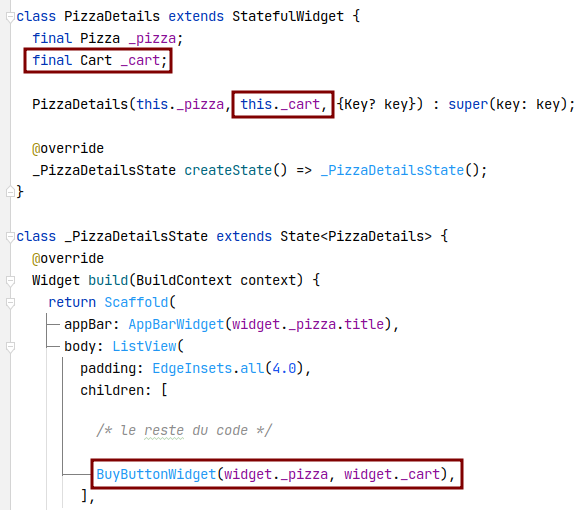 class PizzaDetails extends StatefulWidget {
final Pizza _pizza;
final Cart _cart;
PizzaDetails(this._pizza, this._cart, {Key? key}) : super(key: key);
@override
_PizzaDetailsState createState() => _PizzaDetailsState();
}
class _PizzaDetailsState extends State<PizzaDetails> {
@override
Widget build(BuildContext context) {
return Scaffold(
appBar: AppBarWidget(widget._pizza.title),
body: ListView(
padding: EdgeInsets.all(4.0),
children: [
/* le reste du code */
BuyButtonWidget(widget._pizza, widget._cart),
],